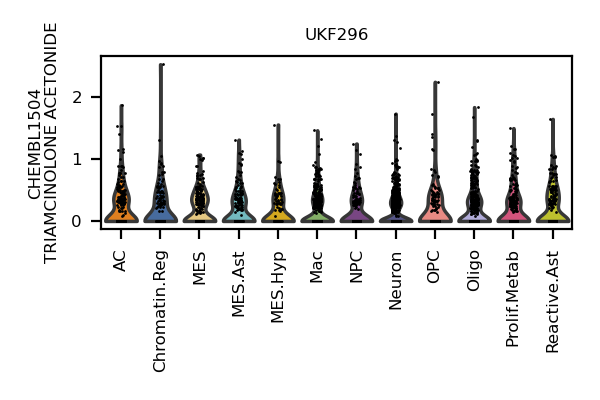 UKF296
CHEMBL1504
TRIAMCINOLONE ACETONIDE
2
1
0
AC
Chromatin.Reg
MES
MES.Ast
MES.Hyp
Mac
NPC
Neuron
OPC
Oligo
Prolif.Metab
Reactive.Ast